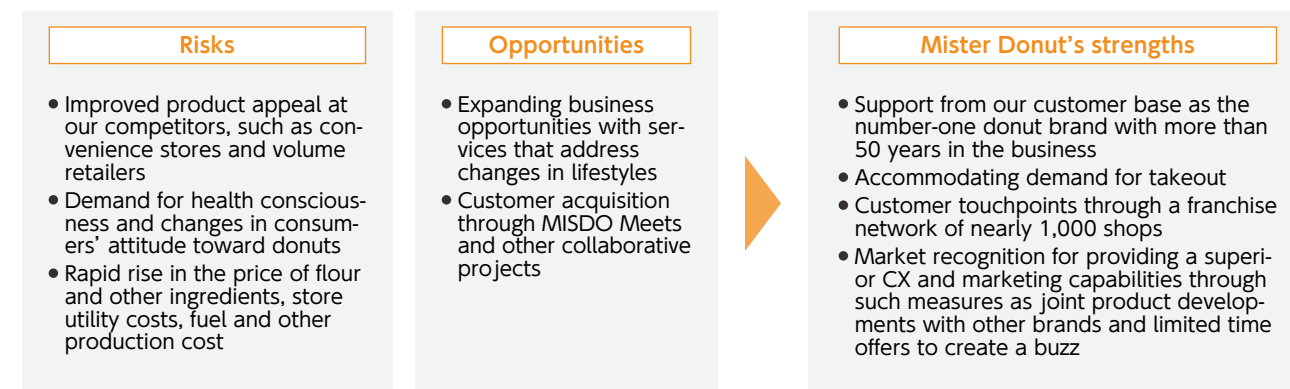 Risks
• Improved product appeal at
our competitors, such as con-
venience stores and volume
retailers
• Demand for health conscious-
ness and changes in consum-
ers’ attitude toward donuts
• Rapid rise in the price of flour
and other ingredients, store
utility costs, fuel and other
production cost
Opportunities
• Expanding business
opportunities with ser-
vices that address
changes in lifestyles
• Customer acquisition
through MISDO Meets
and other collaborative
projects
Mister Donut’s strengths
• Support from our customer base as the
number-one donut brand with more than
50 years in the business
• Accommodating demand for takeout
• Customer touchpoints through a franchise
network of nearly 1,000 shops
• Market recognition for providing a superi-
or CX and marketing capabilities through
such measures as joint product develop-
ments with other brands and limited time
offers to create a buzz